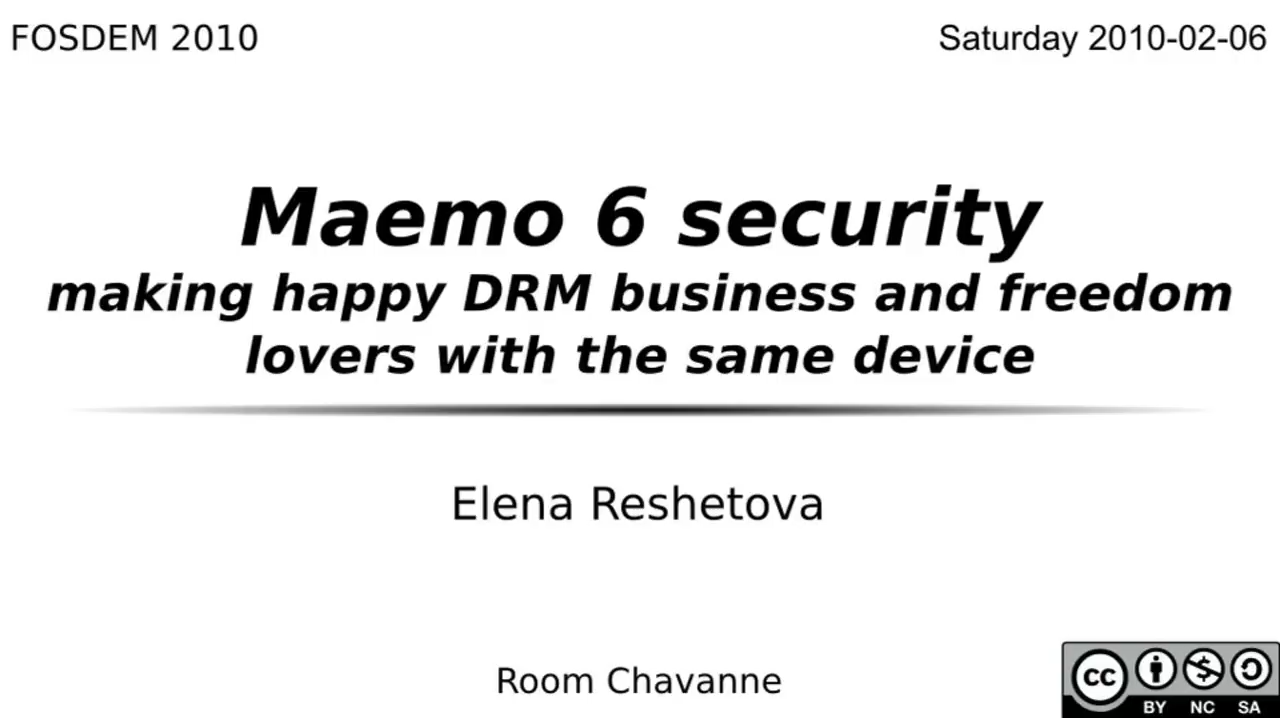 FOSDEM 2010
Saturday 2010-02-06
Maemo 6 security
making happy DRM business and freedom
lovers with the same device
Elena Reshetova
Room Chavanne
cc
BY NC SA